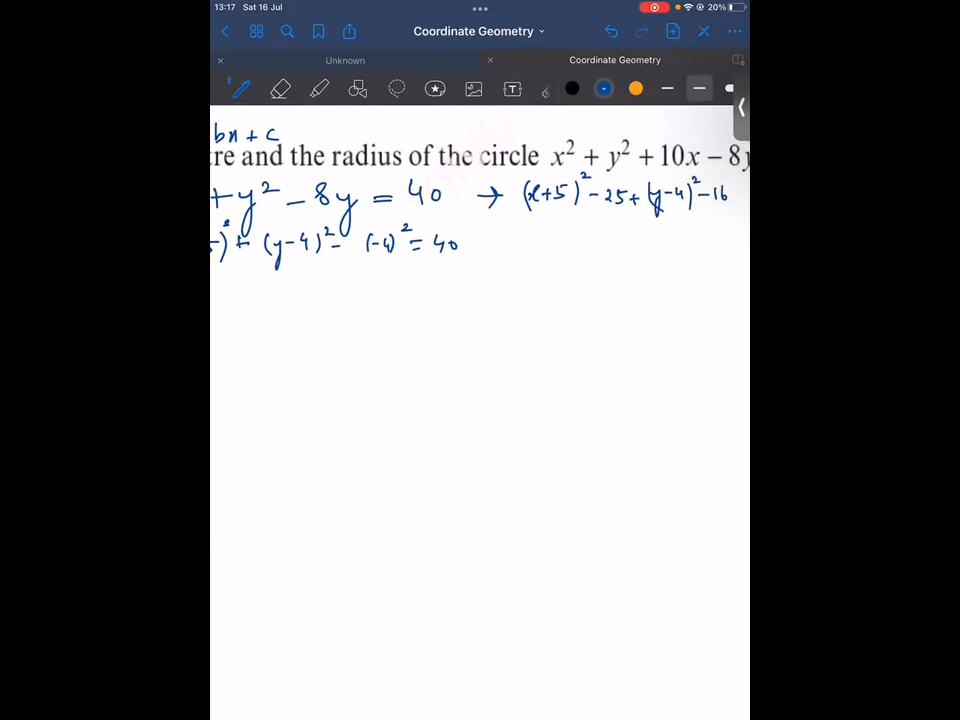 13:17 Sat 16 Jul 20%
Coordinate Geometry
Unknown Coordinate Geometry
bx + c
re and the radius of the circle x² + y² + 10x − 8y
+ y² − 8y = 40 → (x+5)² − 25 + (y−4)² − 16
)² + (y−4)² − (−4)² = 40